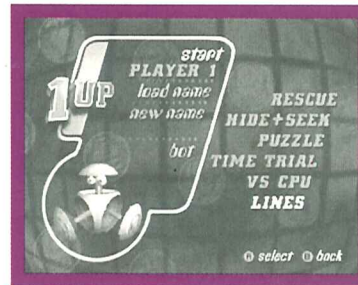 start
PLAYER 1
1UP
load name
new name
bot
RESCUE
HIDE+SEEK
PUZZLE
TIME TRIAL
VS CPU
LINES
A select B back